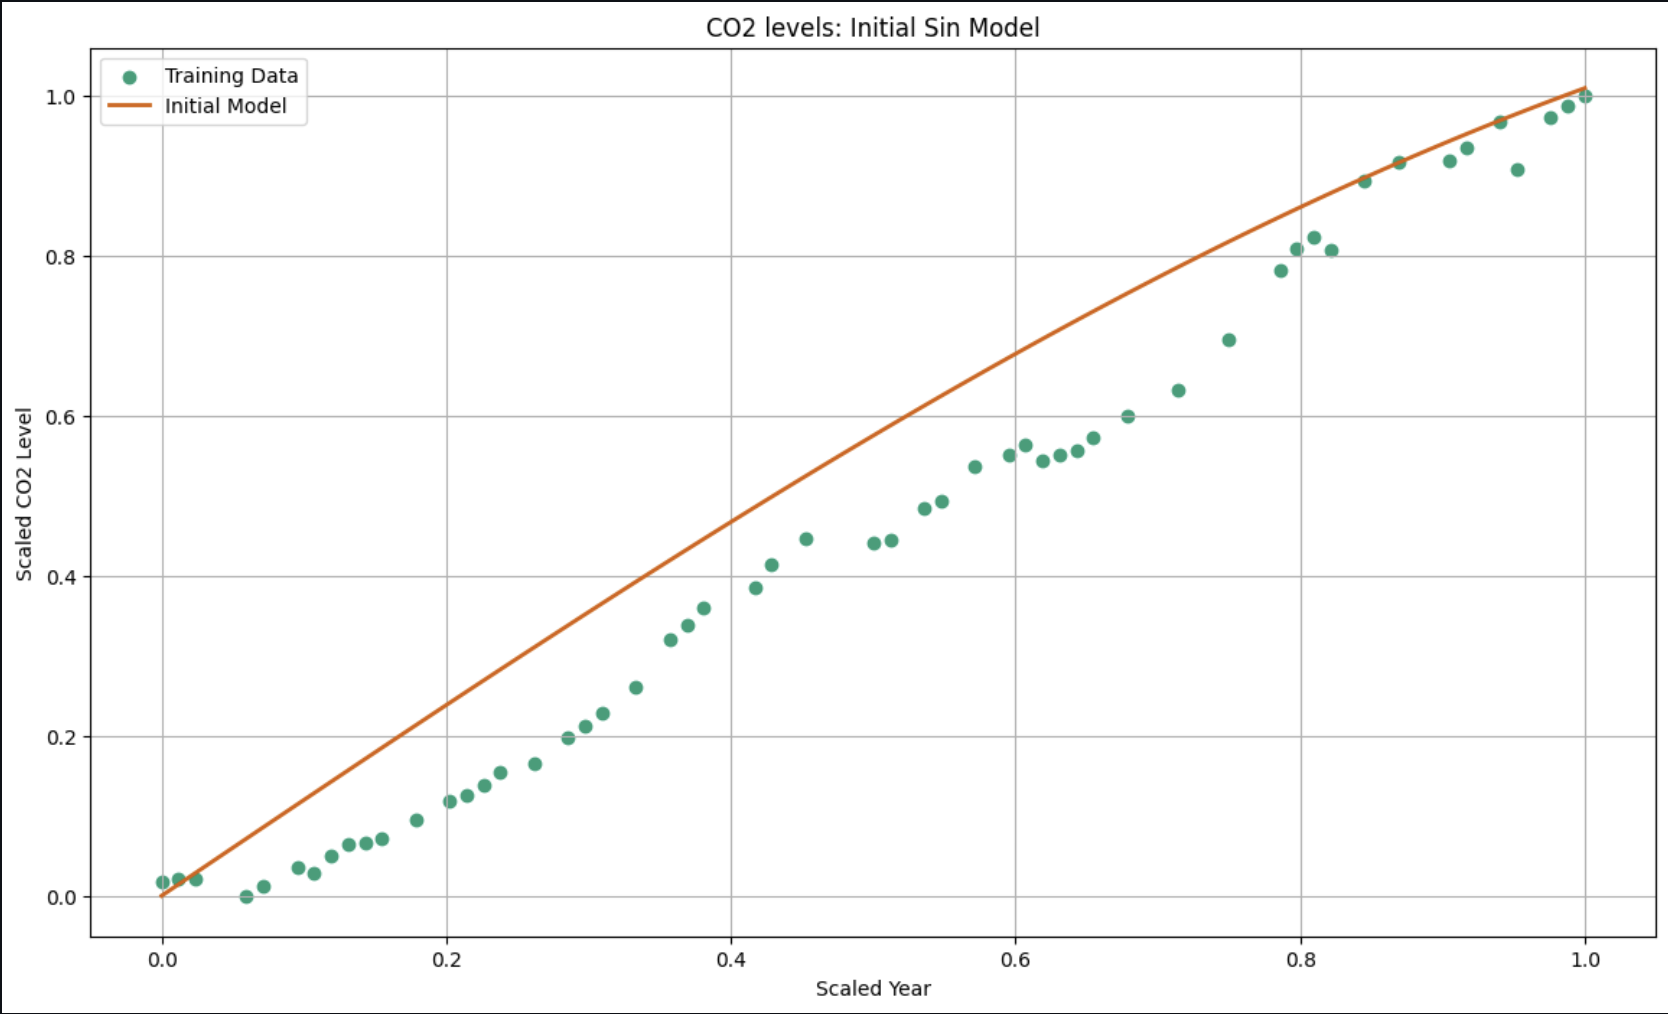 CO2 levels: Initial Sin Model
Training Data
Initial Model
1.0
0.8
0.6
0.4
0.2
0.0
Scaled CO2 Level
0.0 0.2 0.4 0.6 0.8 1.0
Scaled Year